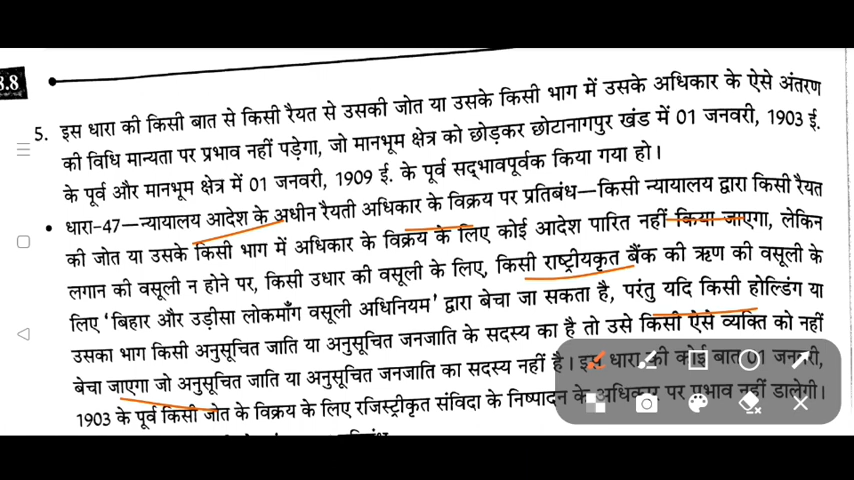 3.8
5. इस धारा की किसी बात से किसी रैयत से उसकी जोत या उसके किसी भाग में उसके अधिकार के ऐसे अंतरण
की विधि मान्यता पर प्रभाव नहीं पड़ेगा, जो मानभूम क्षेत्र को छोड़कर छोटानागपुर खंड में 01 जनवरी, 1903 ई.
के पूर्व और मानभूम क्षेत्र में 01 जनवरी, 1909 ई. के पूर्व सद्भावपूर्वक किया गया हो।
• धारा-47—न्यायालय आदेश के अधीन रैयती अधिकार के विक्रय पर प्रतिबंध—किसी न्यायालय द्वारा किसी रैयत
की जोत या उसके किसी भाग में अधिकार के विक्रय के लिए कोई आदेश पारित नहीं किया जाएगा, लेकिन
लगान की वसूली न होने पर, किसी उधार की वसूली के लिए, किसी राष्ट्रीयकृत बैंक की ऋण की वसूली के
लिए 'बिहार और उड़ीसा लोकमाँग वसूली अधिनियम' द्वारा बेचा जा सकता है, परंतु यदि किसी होल्डिंग या
उसका भाग किसी अनुसूचित जाति या अनुसूचित जनजाति के सदस्य का है तो उसे किसी ऐसे व्यक्ति को नहीं
बेचा जाएगा जो अनुसूचित जाति या अनुसूचित जनजाति का सदस्य नहीं है। इस धारा की कोई बात 01 जनवरी,
1903 के पूर्व किसी जोत के विक्रय के लिए रजिस्ट्रीकृत संविदा के निष्पादन के अधिकार पर प्रभाव नहीं डालेगी।